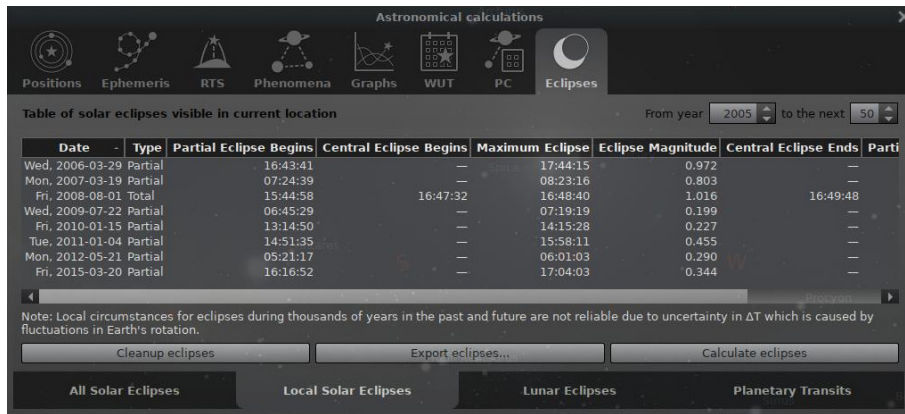 Astronomical calculations
Positions Ephemeris RTS Phenomena Graphs WUT PC Eclipses
Table of solar eclipses visible in current location From year 2005 to the next 50
Date Type Partial Eclipse Begins Central Eclipse Begins Maximum Eclipse Eclipse Magnitude Central Eclipse Ends Parti
Wed, 2006-03-29 Partial 16:43:41 — 17:44:15 0.972 —
Mon, 2007-03-19 Partial 07:24:39 — 08:23:16 0.803 —
Fri, 2008-08-01 Total 15:44:58 16:47:32 16:48:40 1.016 16:49:48
Wed, 2009-07-22 Partial 06:45:29 — 07:19:19 0.199 —
Fri, 2010-01-15 Partial 13:14:50 — 14:15:28 0.227 —
Tue, 2011-01-04 Partial 14:51:35 — 15:58:11 0.455 —
Mon, 2012-05-21 Partial 05:21:17 — 06:01:03 0.290 —
Fri, 2015-03-20 Partial 16:16:52 — 17:04:03 0.344 —
S W
Procyon
Note: Local circumstances for eclipses during thousands of years in the past and future are not reliable due to uncertainty in ΔT which is caused by
fluctuations in Earth's rotation.
Cleanup eclipses Export eclipses... Calculate eclipses
All Solar Eclipses Local Solar Eclipses Lunar Eclipses Planetary Transits